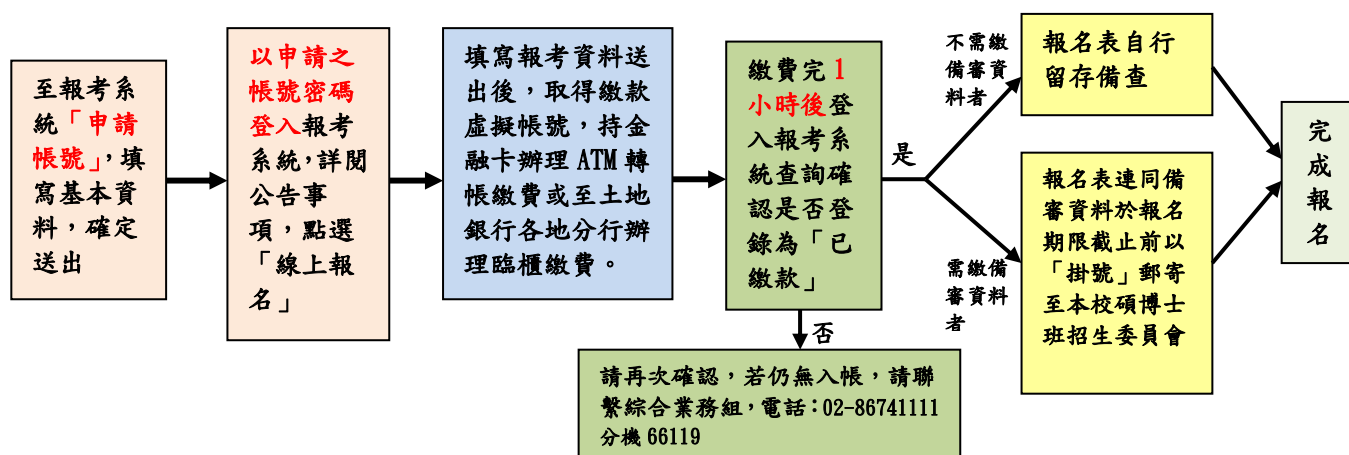 至報考系
統「申請
帳號」，填
寫基本資
料，確定
送出
以申請之
帳號密碼
登入報考
系統，詳閱
公告事
項，點選
「線上報
名」
填寫報考資料送
出後，取得繳款
虛擬帳號，持金
融卡辦理 ATM 轉
帳繳費或至土地
銀行各地分行辦
理臨櫃繳費。
繳費完 1
小時後登
入報考系
統查詢確
認是否登
錄為「已
繳款」
是
否
請再次確認，若仍無入帳，請聯
繫綜合業務組，電話：02-86741111
分機 66119
不需繳
備審資
料者
報名表自行
留存備查
需繳備
審資料
者
報名表連同備
審資料於報名
期限截止前以
「掛號」郵寄
至本校碩博士
班招生委員會
完
成
報
名